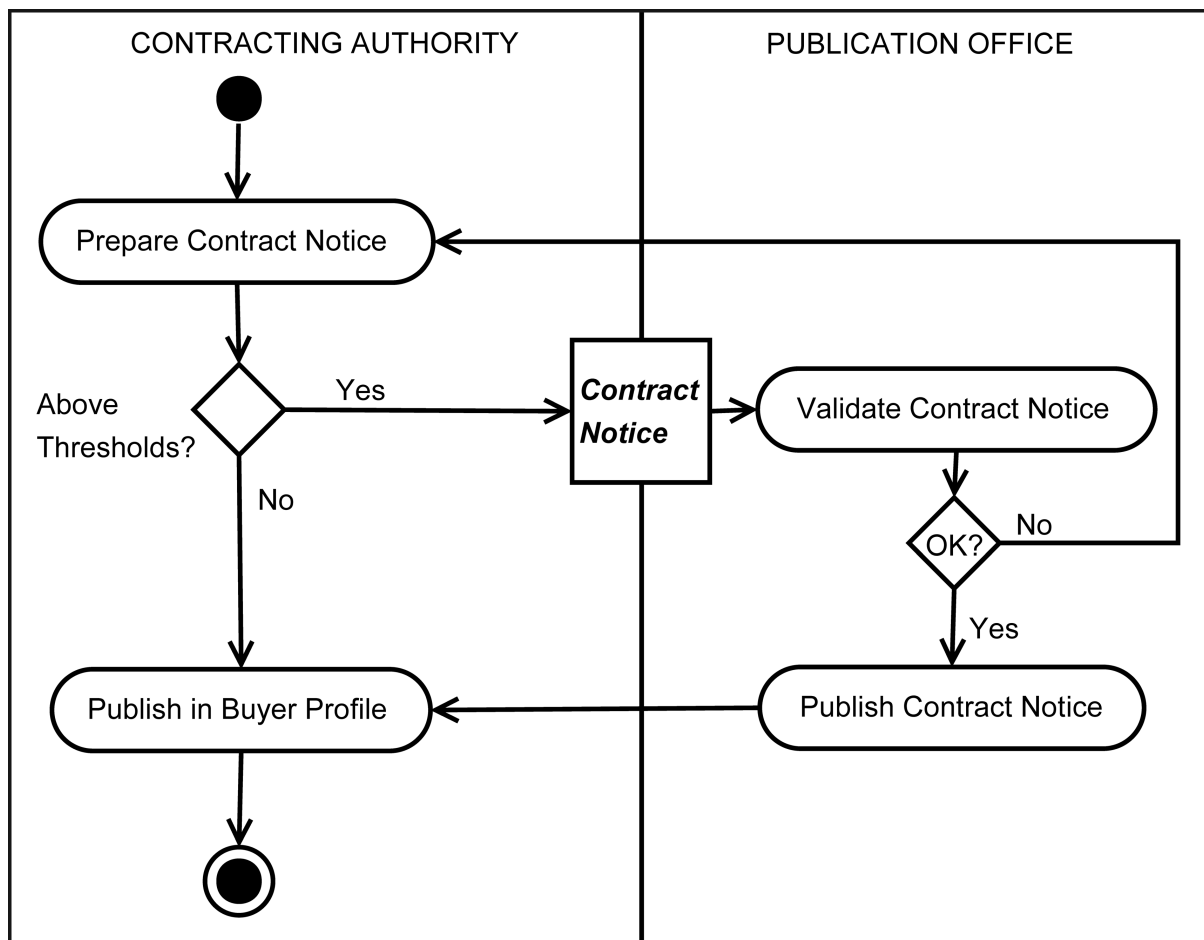 CONTRACTING AUTHORITY
PUBLICATION OFFICE
Prepare Contract Notice
Above
Thresholds?
Yes
Contract
Notice
Validate Contract Notice
No
OK?
No
Yes
Publish in Buyer Profile
Publish Contract Notice